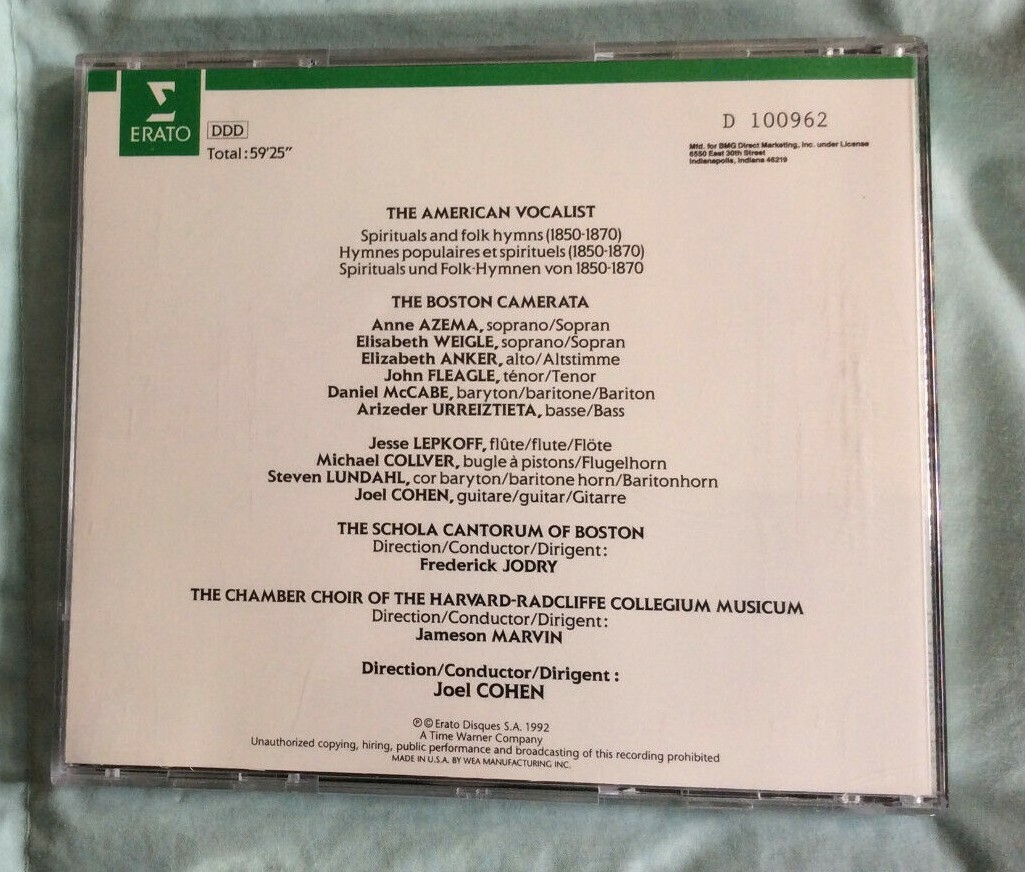 ERATO
DDD
Total: 59'25"
D 100962
Mfd. for BMG Direct Marketing, Inc. under License
6550 East 30th Street
Indianapolis, Indiana 46219
THE AMERICAN VOCALIST
Spirituals and folk hymns (1850-1870)
Hymnes populaires et spirituels (1850-1870)
Spirituals und Folk-Hymnen von 1850-1870
THE BOSTON CAMERATA
Anne AZEMA, soprano/Sopran
Elisabeth WEIGLE, soprano/Sopran
Elizabeth ANKER, alto/Altstimme
John FLEAGLE, ténor/Tenor
Daniel McCABE, baryton/baritone/Bariton
Arizeder URREIZTIETA, basse/Bass
Jesse LEPKOFF, flûte/flute/Flöte
Michael COLLVER, bugle à pistons/Flugelhorn
Steven LUNDAHL, cor baryton/baritone horn/Baritonhorn
Joel COHEN, guitare/guitar/Gitarre
THE SCHOLA CANTORUM OF BOSTON
Direction/Conductor/Dirigent:
Frederick JODRY
THE CHAMBER CHOIR OF THE HARVARD-RADCLIFFE COLLEGIUM MUSICUM
Direction/Conductor/Dirigent:
Jameson MARVIN
Direction/Conductor/Dirigent:
Joel COHEN
℗ © Erato Disques S.A. 1992
A Time Warner Company
Unauthorized copying, hiring, public performance and broadcasting of this recording prohibited
MADE IN U.S.A. BY WEA MANUFACTURING INC.